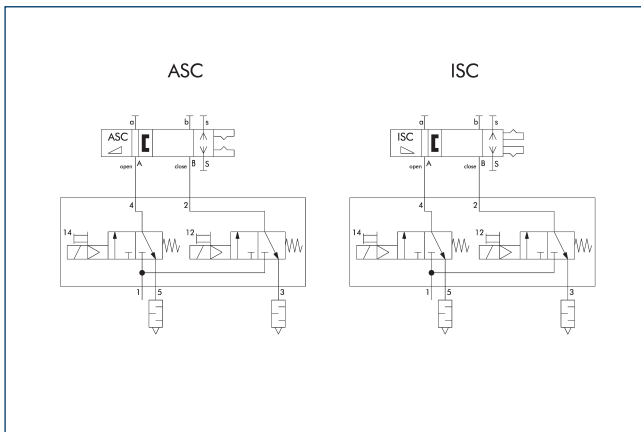 ASC ISC
a b s a b s
ASC ISC
open A close B S open A close B S
4 2 4 2
14 12 14 12
1 5 3 1 5 3